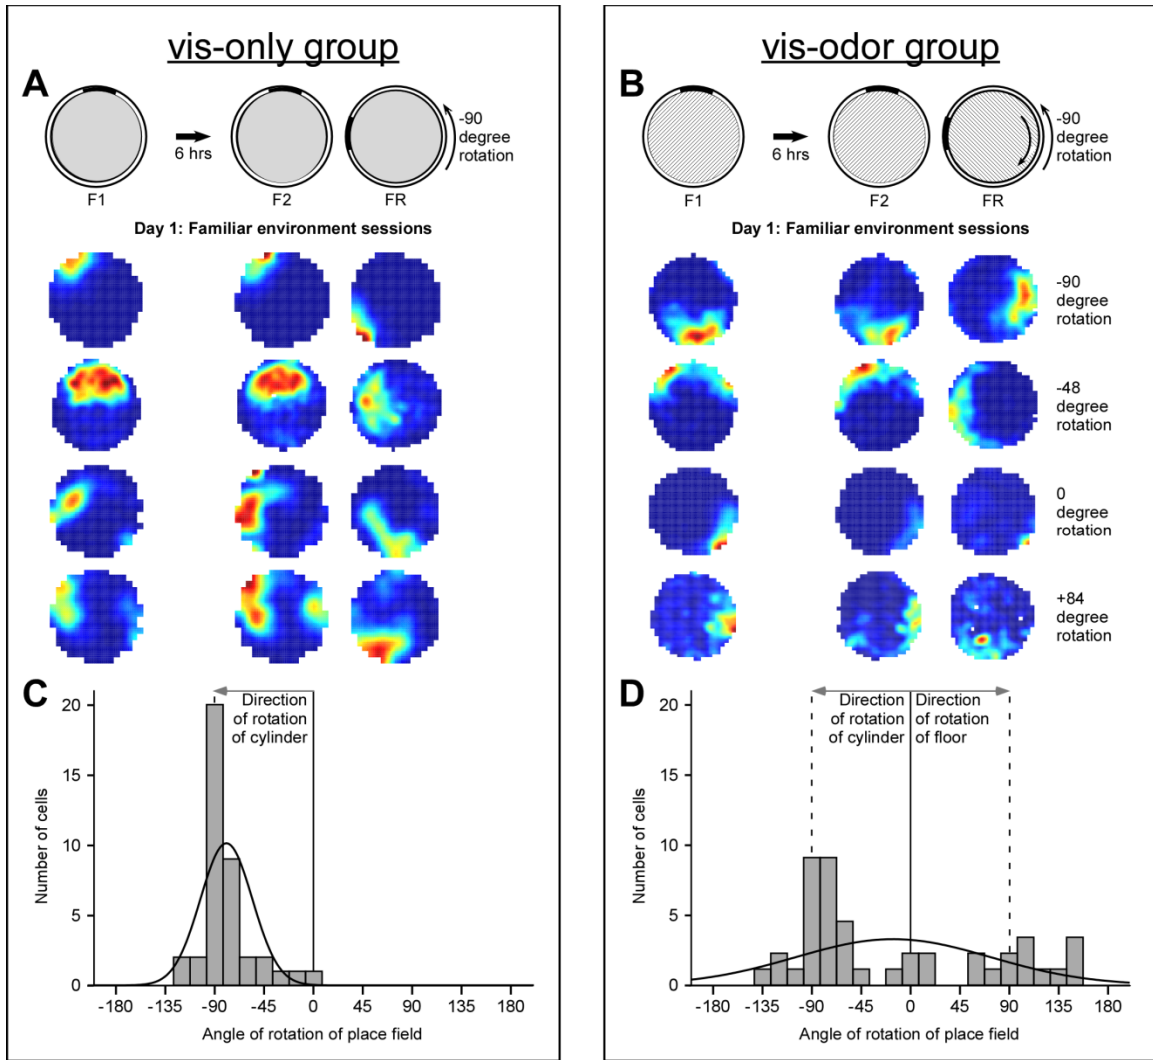 vis-only group
A
-90
degree
rotation
6 hrs
F1
F2
FR
Day 1: Familiar environment sessions
C
Direction
of rotation
of cylinder
20
15
10
5
0
Number of cells
-180
-135
-90
-45
0
45
90
135
180
Angle of rotation of place field
vis-odor group
B
-90
degree
rotation
6 hrs
F1
F2
FR
Day 1: Familiar environment sessions
-90
degree
rotation
-48
degree
rotation
0
degree
rotation
+84
degree
rotation
D
Direction
of rotation
of cylinder
Direction
of rotation
of floor
20
15
10
5
0
Number of cells
-180
-135
-90
-45
0
45
90
135
180
Angle of rotation of place field